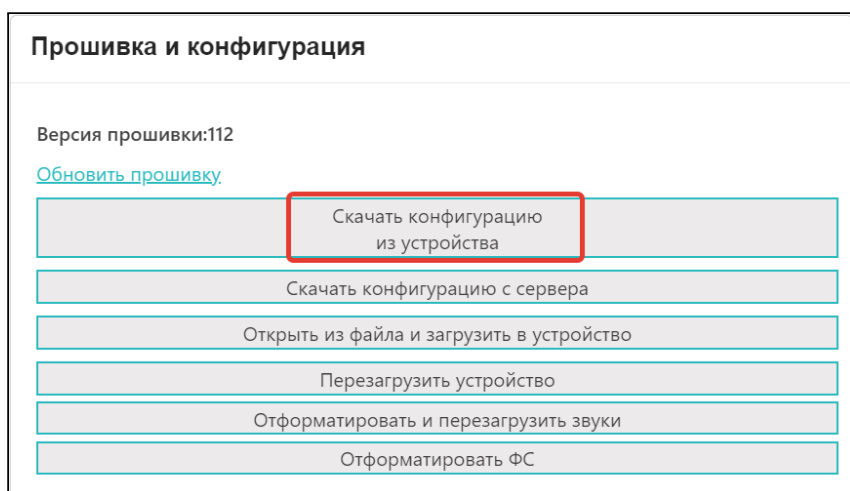 Прошивка и конфигурация
Версия прошивки:112
Обновить прошивку
Скачать конфигурацию
из устройства
Скачать конфигурацию с сервера
Открыть из файла и загрузить в устройство
Перезагрузить устройство
Отформатировать и перезагрузить звуки
Отформатировать ФС